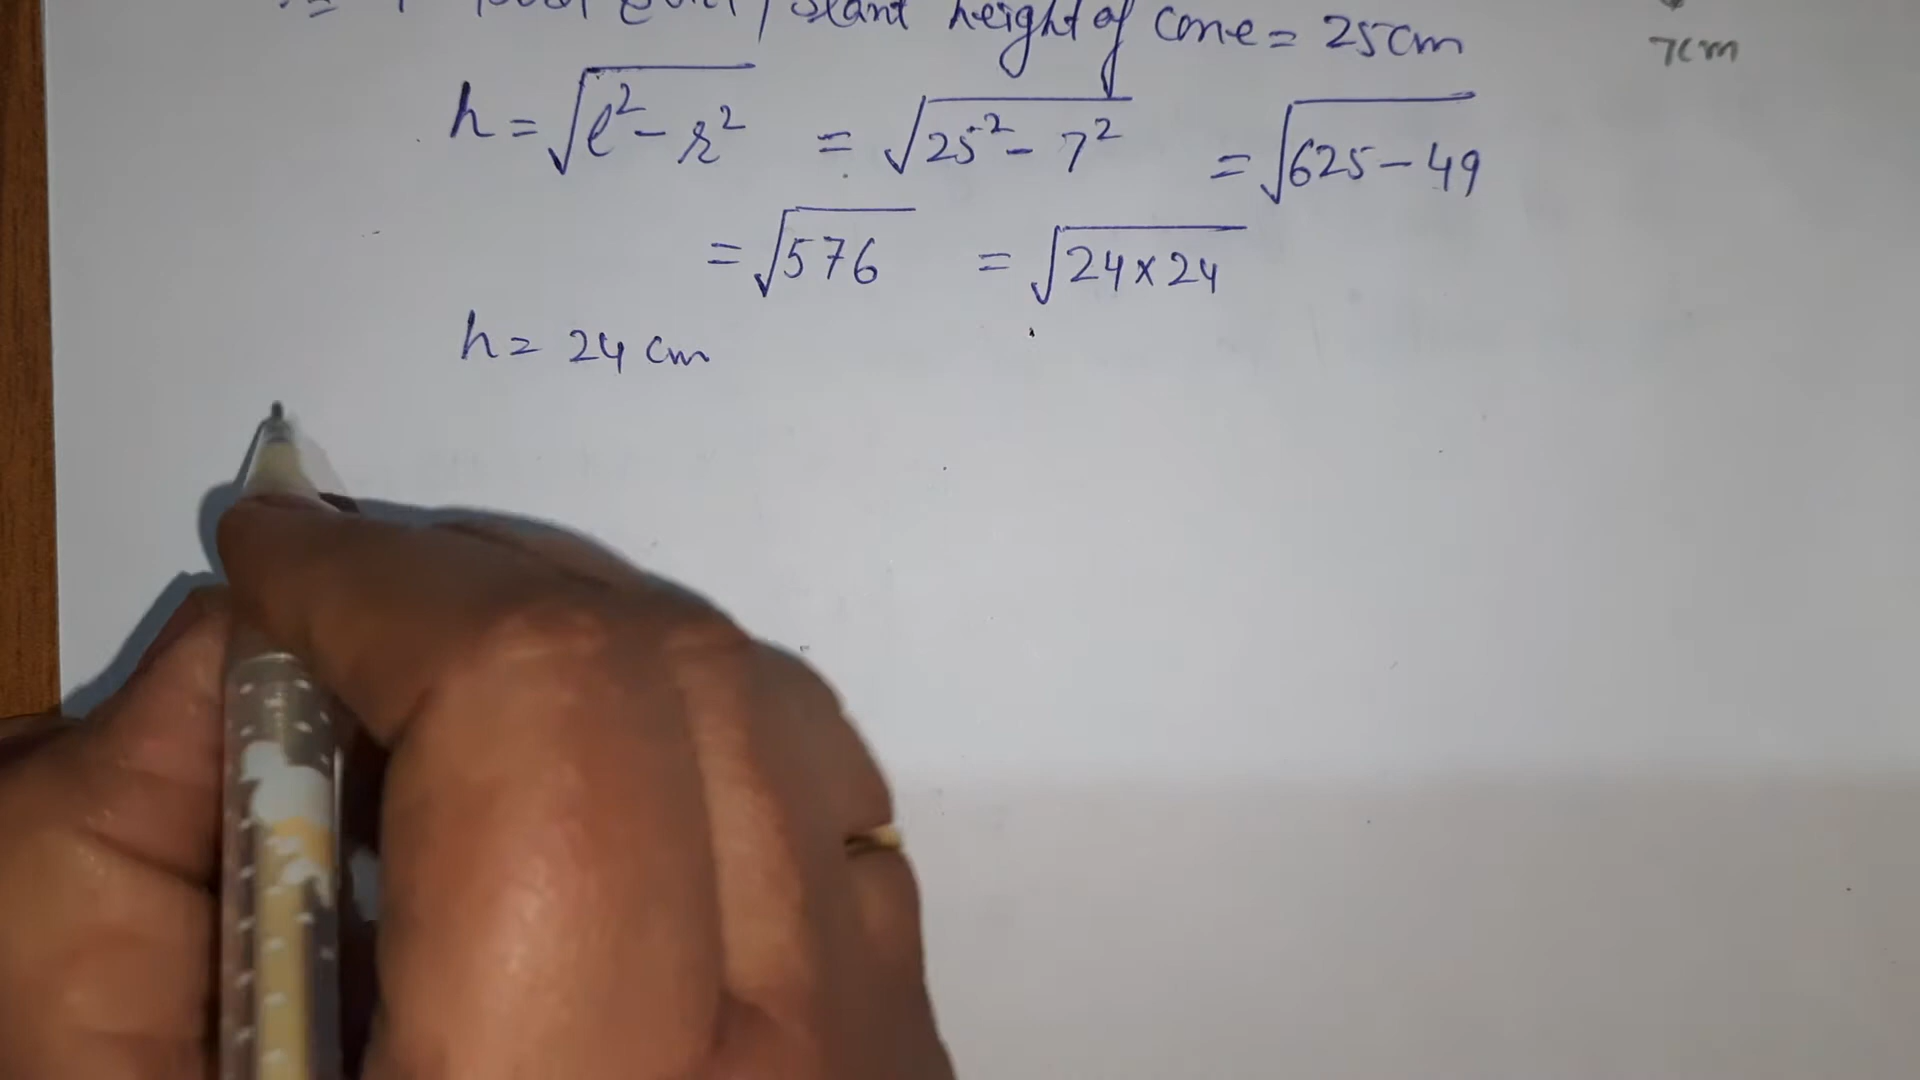 slant height of cone = 25cm
7cm
h = √l² - r² = √25² - 7² = √625 - 49
= √576 = √24 x 24
h = 24 cm